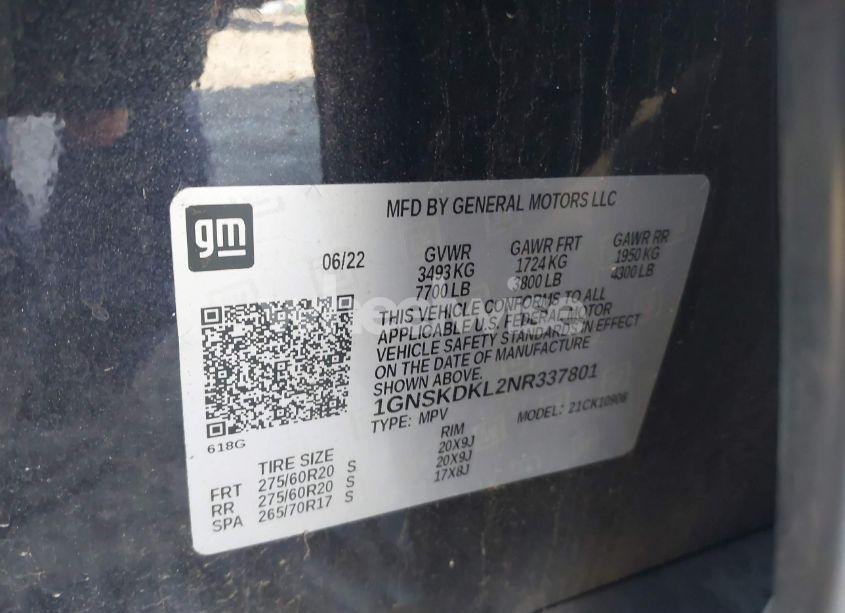 gm
MFD BY GENERAL MOTORS LLC
06/22
GVWR GAWR FRT GAWR RR
3493 KG 1724 KG 1950 KG
7700 LB 3800 LB 4300 LB
THIS VEHICLE CONFORMS TO ALL
APPLICABLE U.S. FEDERAL MOTOR
VEHICLE SAFETY STANDARDS IN EFFECT
ON THE DATE OF MANUFACTURE
SHOWN ABOVE.
1GNSKDKL2NR337801
TYPE: MPV MODEL: 21CK10906
618G
TIRE SIZE RIM
FRT 275/60R20 S 20X9J
RR 275/60R20 S 20X9J
SPA 265/70R17 S 17X8J